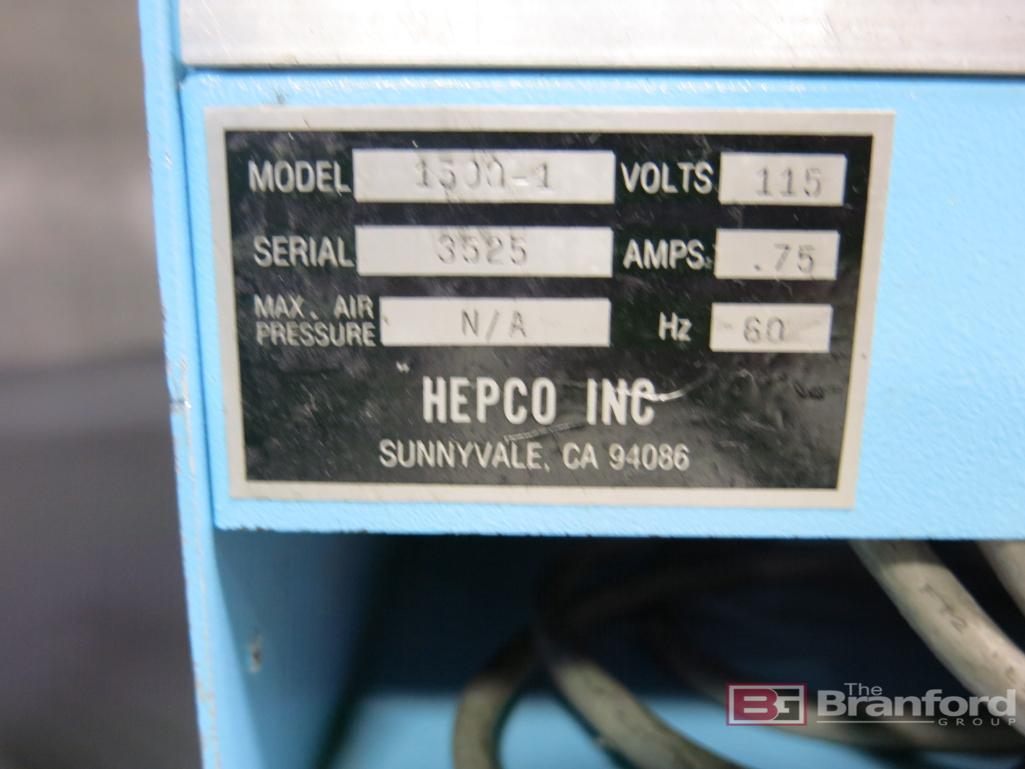 MODEL 1500-1 VOLTS 115
SERIAL 3525 AMPS .75
MAX. AIR PRESSURE N/A Hz 60
HEPCO INC
SUNNYVALE, CA 94086
BG The Branford GROUP